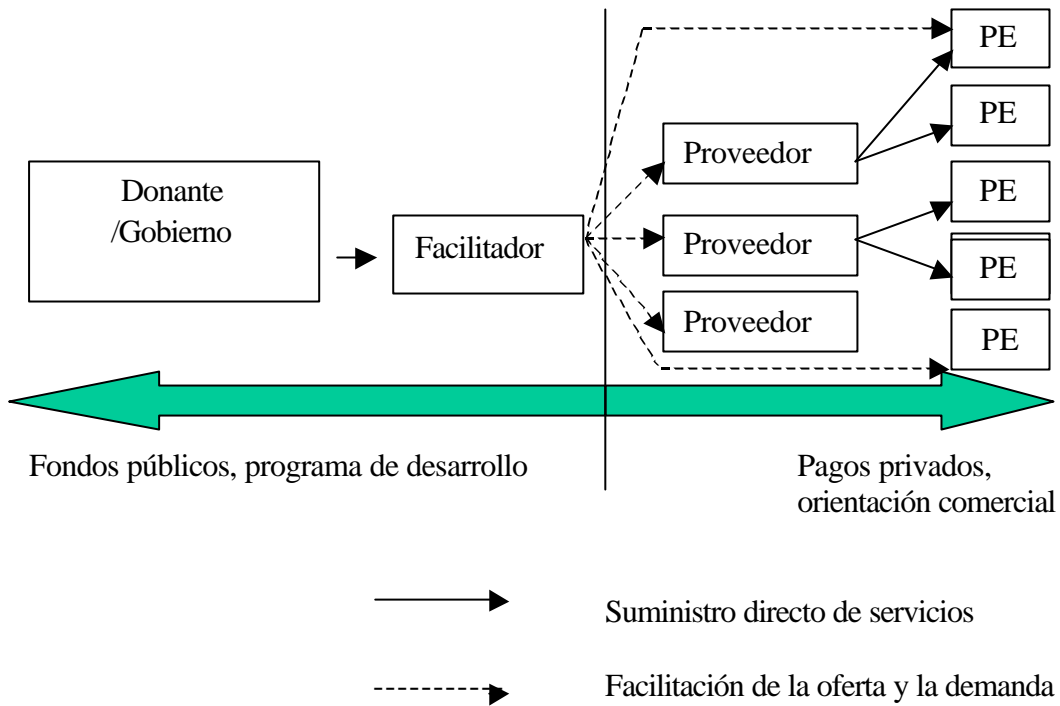 PE
PE
Proveedor
Donante
/Gobierno
PE
Facilitador
Proveedor
PE
Proveedor
PE
Fondos públicos, programa de desarrollo
Pagos privados,
orientación comercial
Suministro directo de servicios
Facilitación de la oferta y la demanda